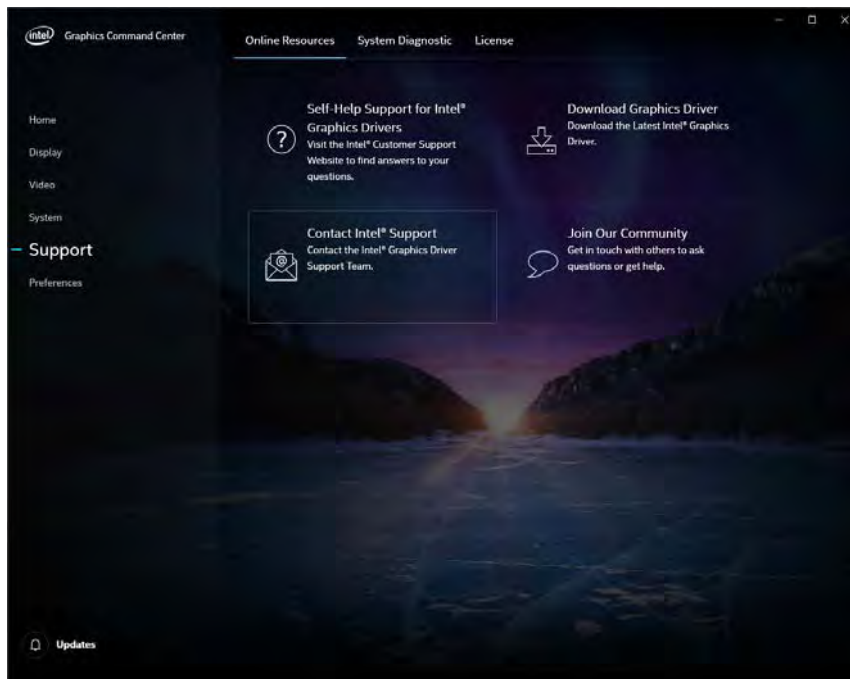 intel Graphics Command Center
Online Resources System Diagnostic License
Home
Display
Video
System
Support
Preferences
Self-Help Support for Intel®
Graphics Drivers
Visit the Intel® Customer Support
Website to find answers to your
questions.
Download Graphics Driver
Download the Latest Intel® Graphics
Driver.
Contact Intel® Support
Contact the Intel® Graphics Driver
Support Team.
Join Our Community
Get in touch with others to ask
questions or get help.
Updates